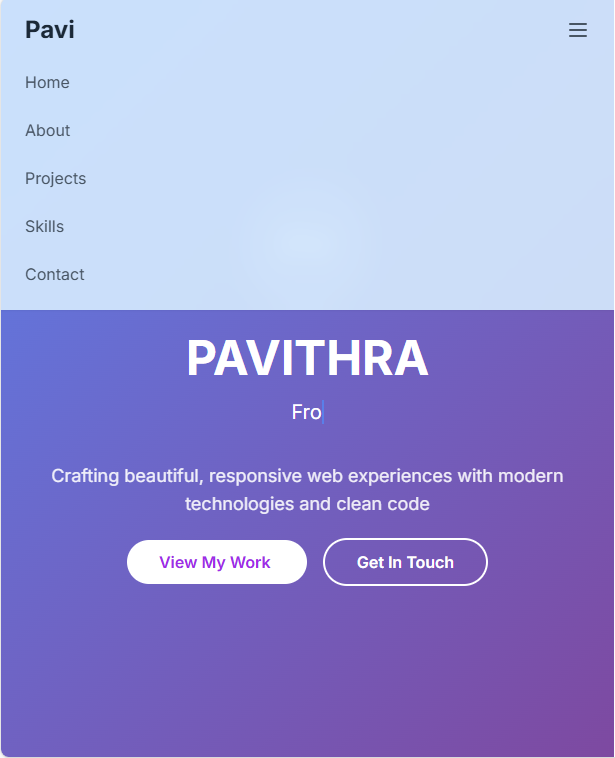 Pavi
Home
About
Projects
Skills
Contact
PAVITHRA
Fro
Crafting beautiful, responsive web experiences with modern
technologies and clean code
View My Work
Get In Touch